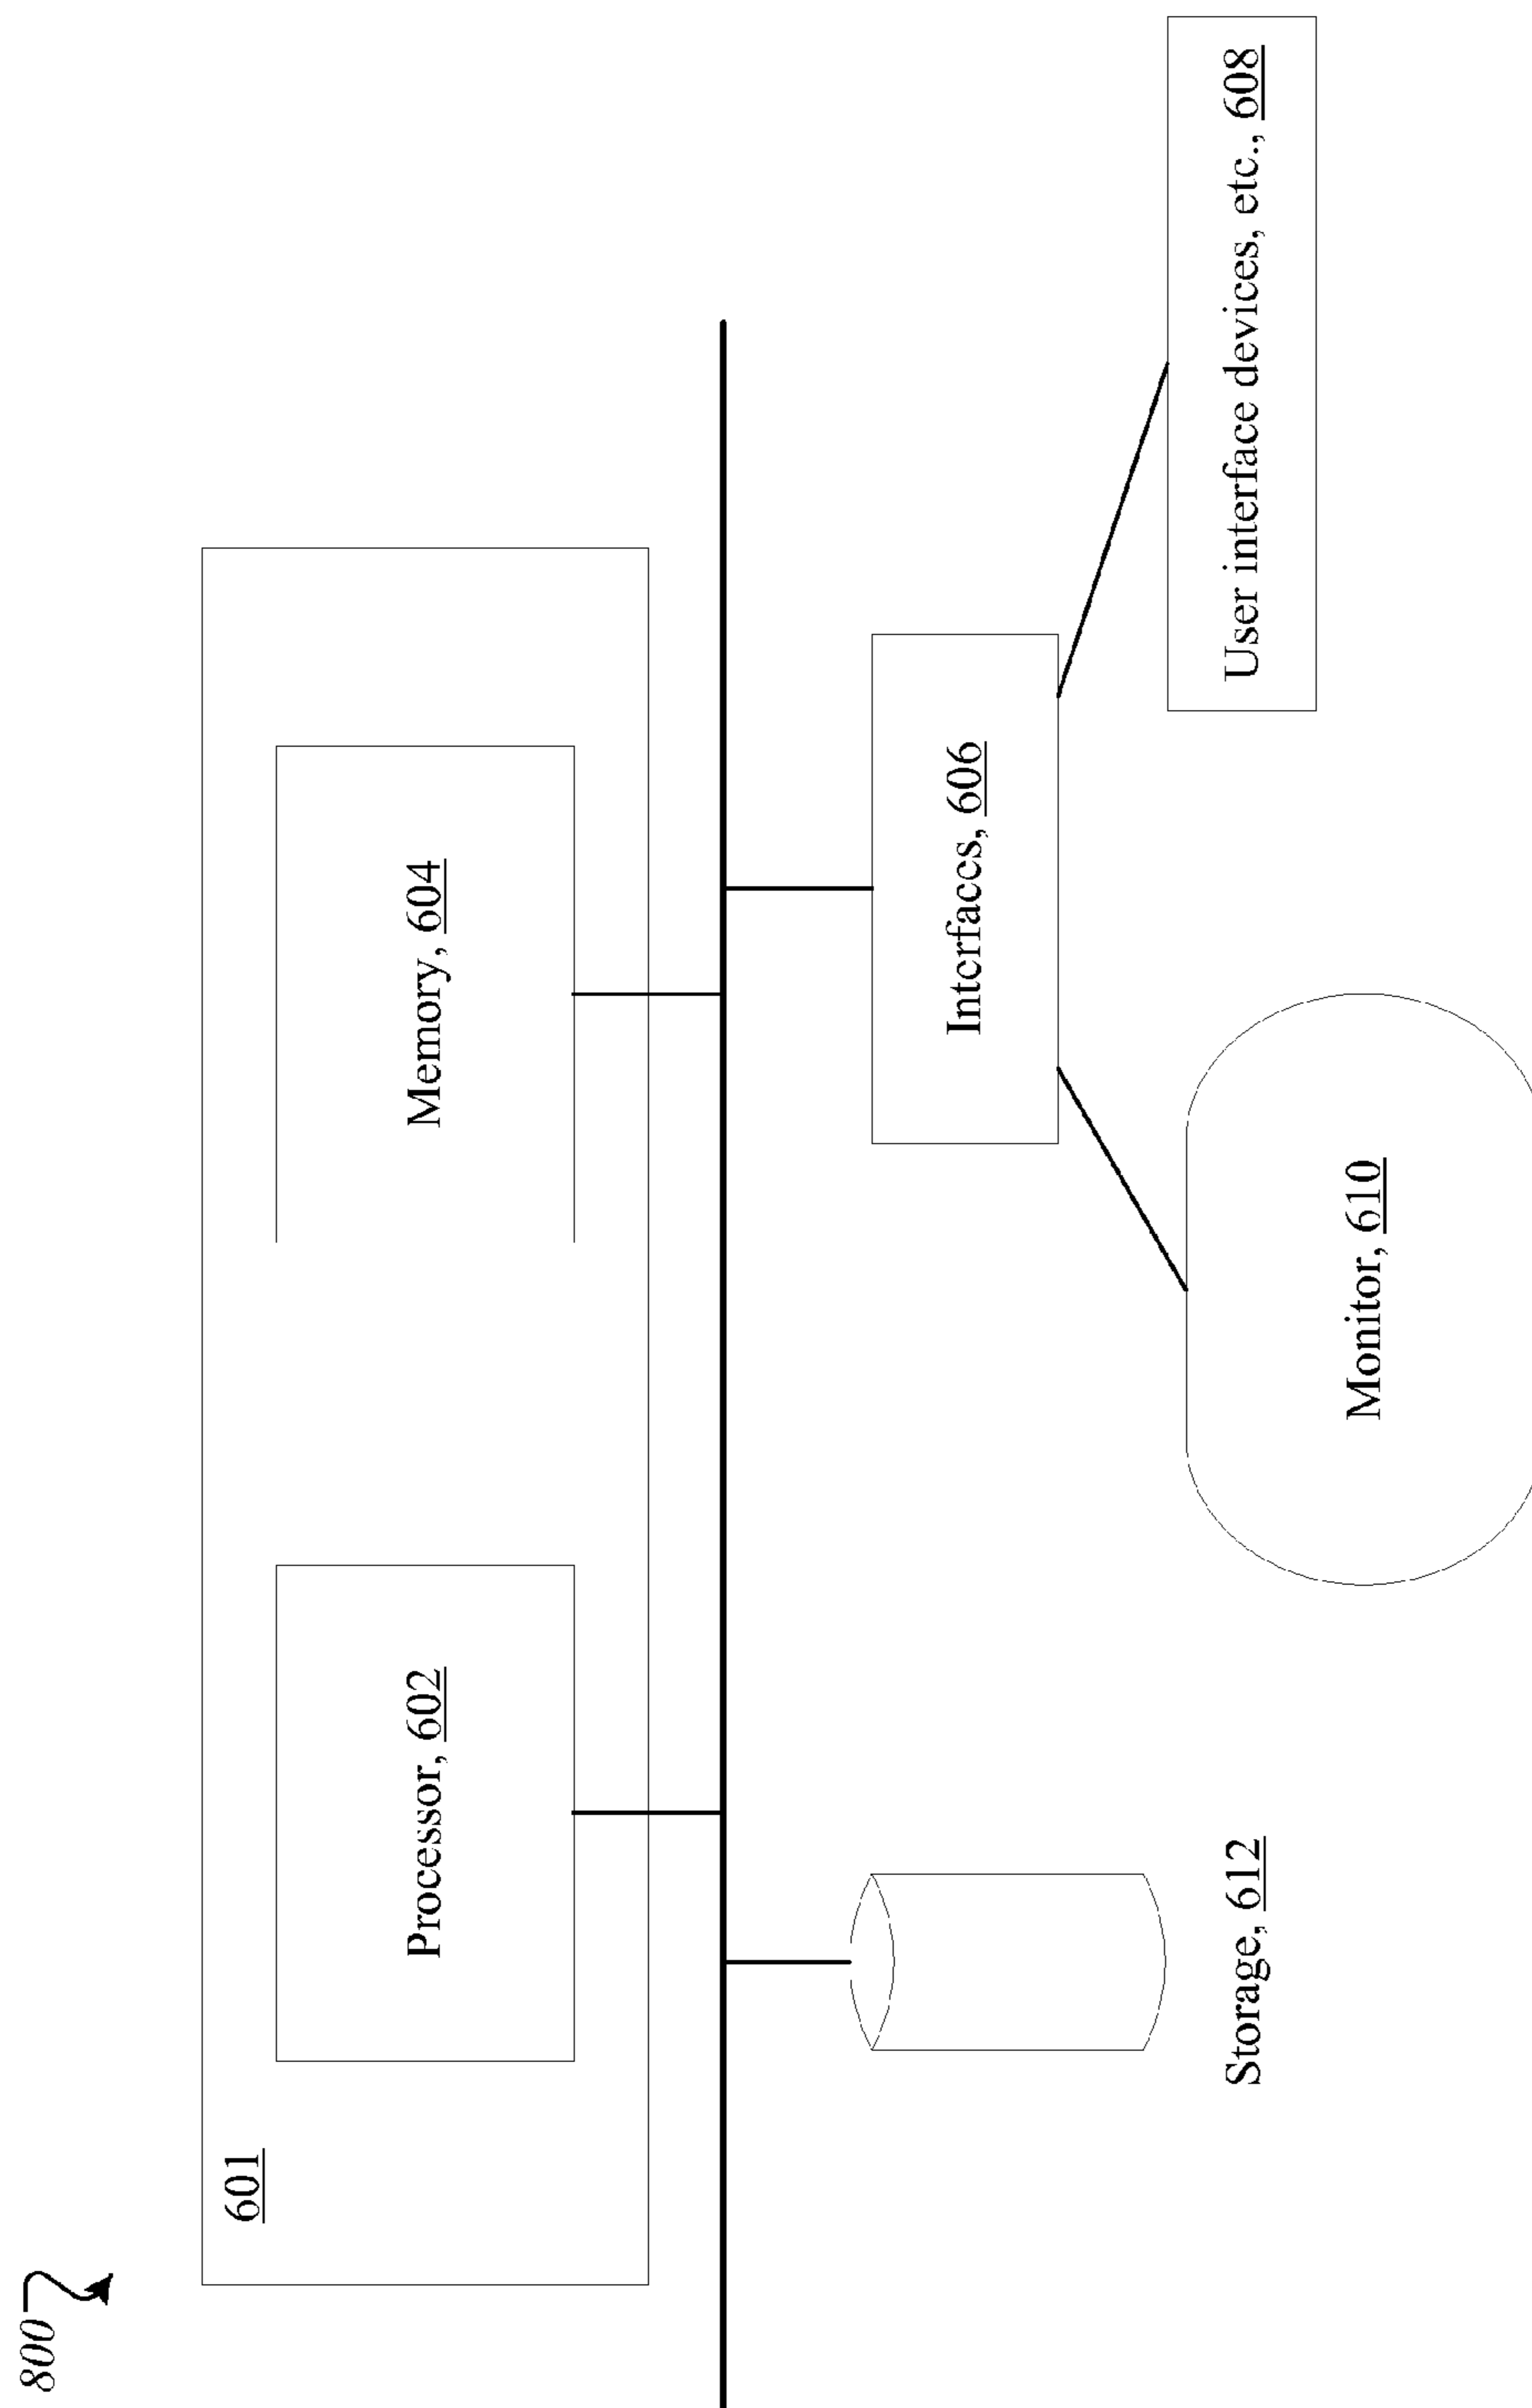 800
601
Processor, 602
Memory, 604
Storage, 612
Interfaces, 606
Monitor, 610
User interface devices, etc., 608